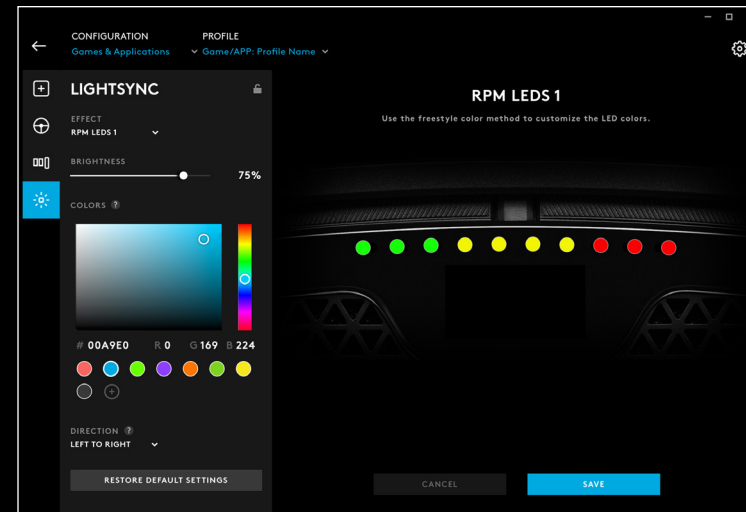 CONFIGURATION
Games & Applications
PROFILE
Game/APP: Profile Name
LIGHTSYNC
EFFECT
RPM LEDS 1
BRIGHTNESS
75%
COLORS ?
# 00A9E0 R 0 G 169 B 224
DIRECTION ?
LEFT TO RIGHT
RESTORE DEFAULT SETTINGS
RPM LEDS 1
Use the freestyle color method to customize the LED colors.
CANCEL
SAVE